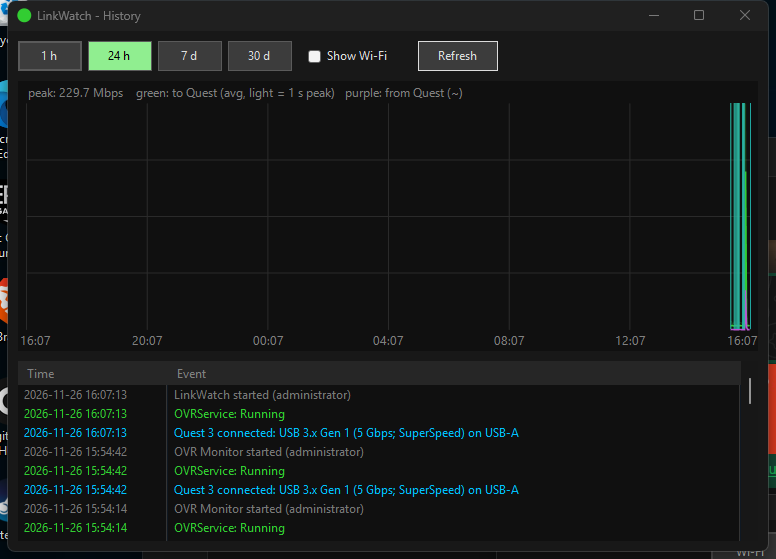 LinkWatch - History
1 h 24 h 7 d 30 d Show Wi-Fi Refresh
peak: 229.7 Mbps green: to Quest (avg, light = 1 s peak) purple: from Quest (~)
16:07 20:07 00:07 04:07 08:07 12:07 16:07
Time Event
2026-11-26 16:07:13 LinkWatch started (administrator)
2026-11-26 16:07:13 OVRService: Running
2026-11-26 16:07:13 Quest 3 connected: USB 3.x Gen 1 (5 Gbps; SuperSpeed) on USB-A
2026-11-26 15:54:42 OVR Monitor started (administrator)
2026-11-26 15:54:42 OVRService: Running
2026-11-26 15:54:42 Quest 3 connected: USB 3.x Gen 1 (5 Gbps; SuperSpeed) on USB-A
2026-11-26 15:54:14 OVR Monitor started (administrator)
2026-11-26 15:54:14 OVRService: Running
Wi-Fi